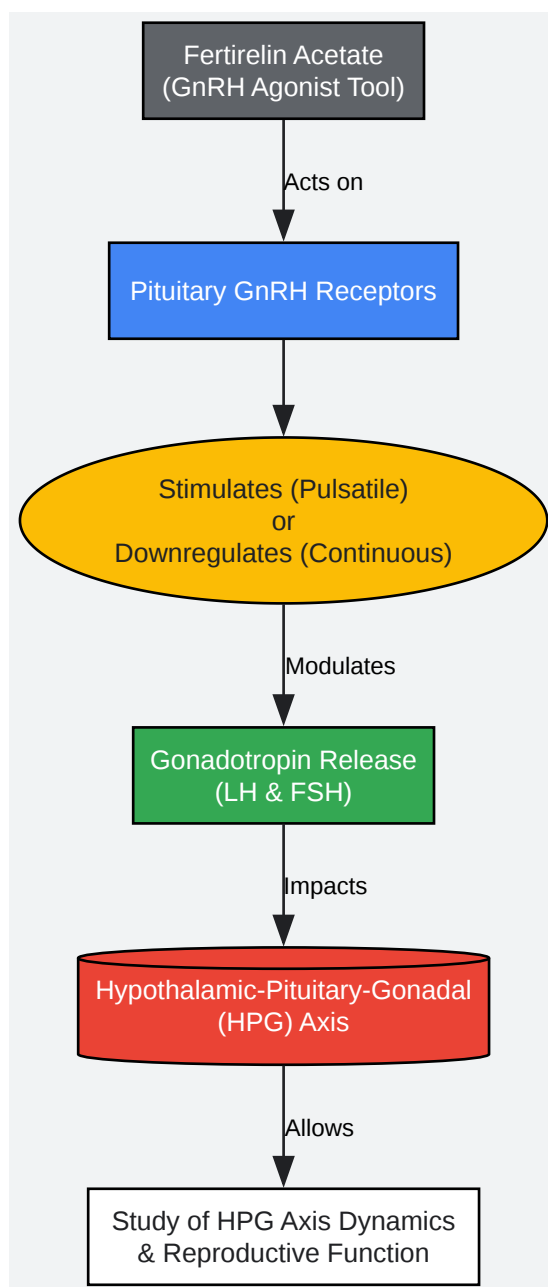 Fertirelin Acetate
(GnRH Agonist Tool)
Acts on
Pituitary GnRH Receptors
Stimulates (Pulsatile)
or
Downregulates (Continuous)
Modulates
Gonadotropin Release
(LH & FSH)
Impacts
Hypothalamic-Pituitary-Gonadal
(HPG) Axis
Allows
Study of HPG Axis Dynamics
& Reproductive Function